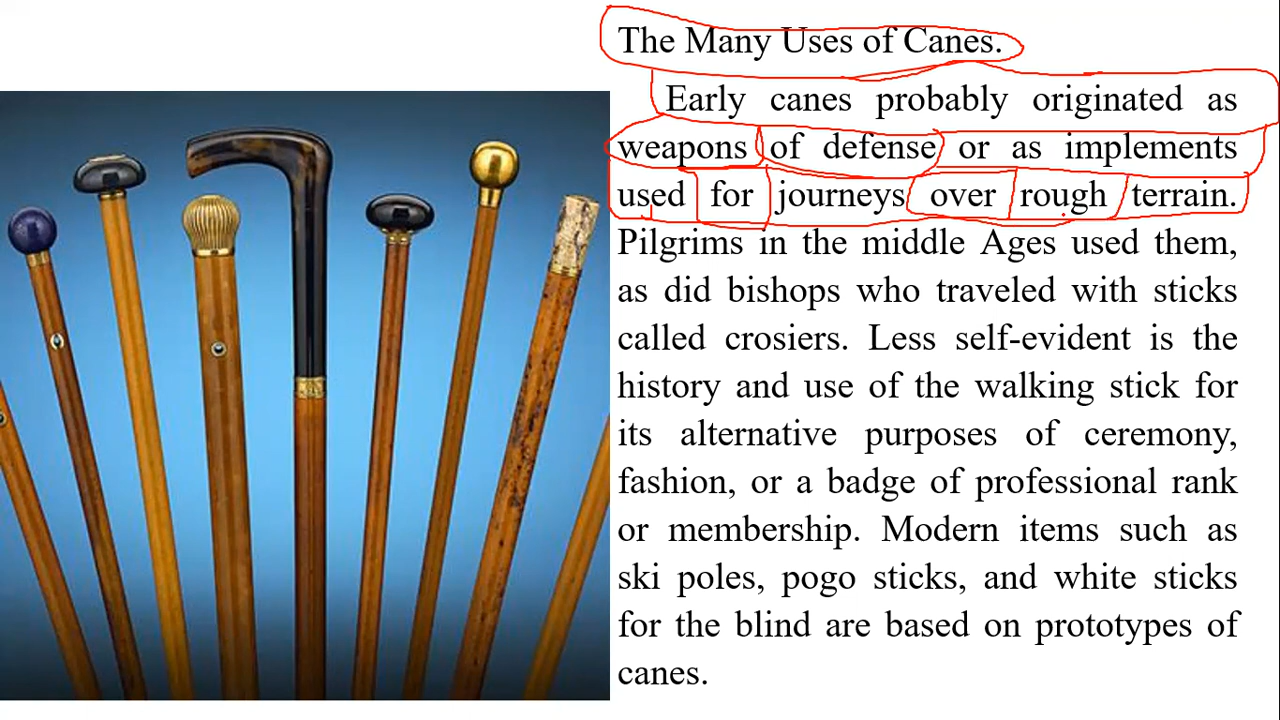 The Many Uses of Canes.
Early canes probably originated as
weapons of defense or as implements
used for journeys over rough terrain.
Pilgrims in the middle Ages used them,
as did bishops who traveled with sticks
called crosiers. Less self-evident is the
history and use of the walking stick for
its alternative purposes of ceremony,
fashion, or a badge of professional rank
or membership. Modern items such as
ski poles, pogo sticks, and white sticks
for the blind are based on prototypes of
canes.